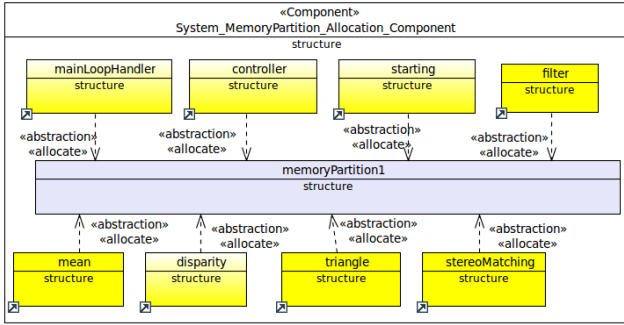 «Component»
System_MemoryPartition_Allocation_Component
structure
mainLoopHandler
structure
controller
structure
starting
structure
filter
structure
«abstraction»
«allocate»
«abstraction»
«allocate»
«abstraction»
«allocate»
«abstraction»
«allocate»
memoryPartition1
structure
«abstraction»
«allocate»
«abstraction»
«allocate»
«abstraction»
«allocate»
«abstraction»
«allocate»
mean
structure
disparity
structure
triangle
structure
stereoMatching
structure